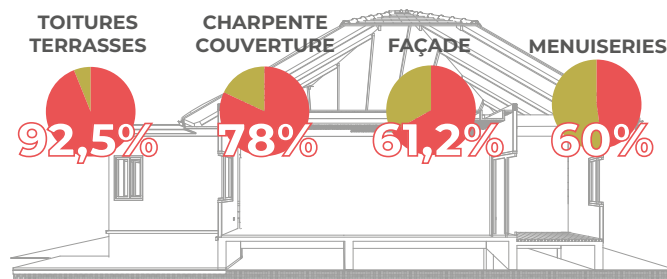 TOITURES
TERRASSES
92,5%
CHARPENTE
COUVERTURE
78%
FAÇADE
61,2%
MENUISERIES
60%